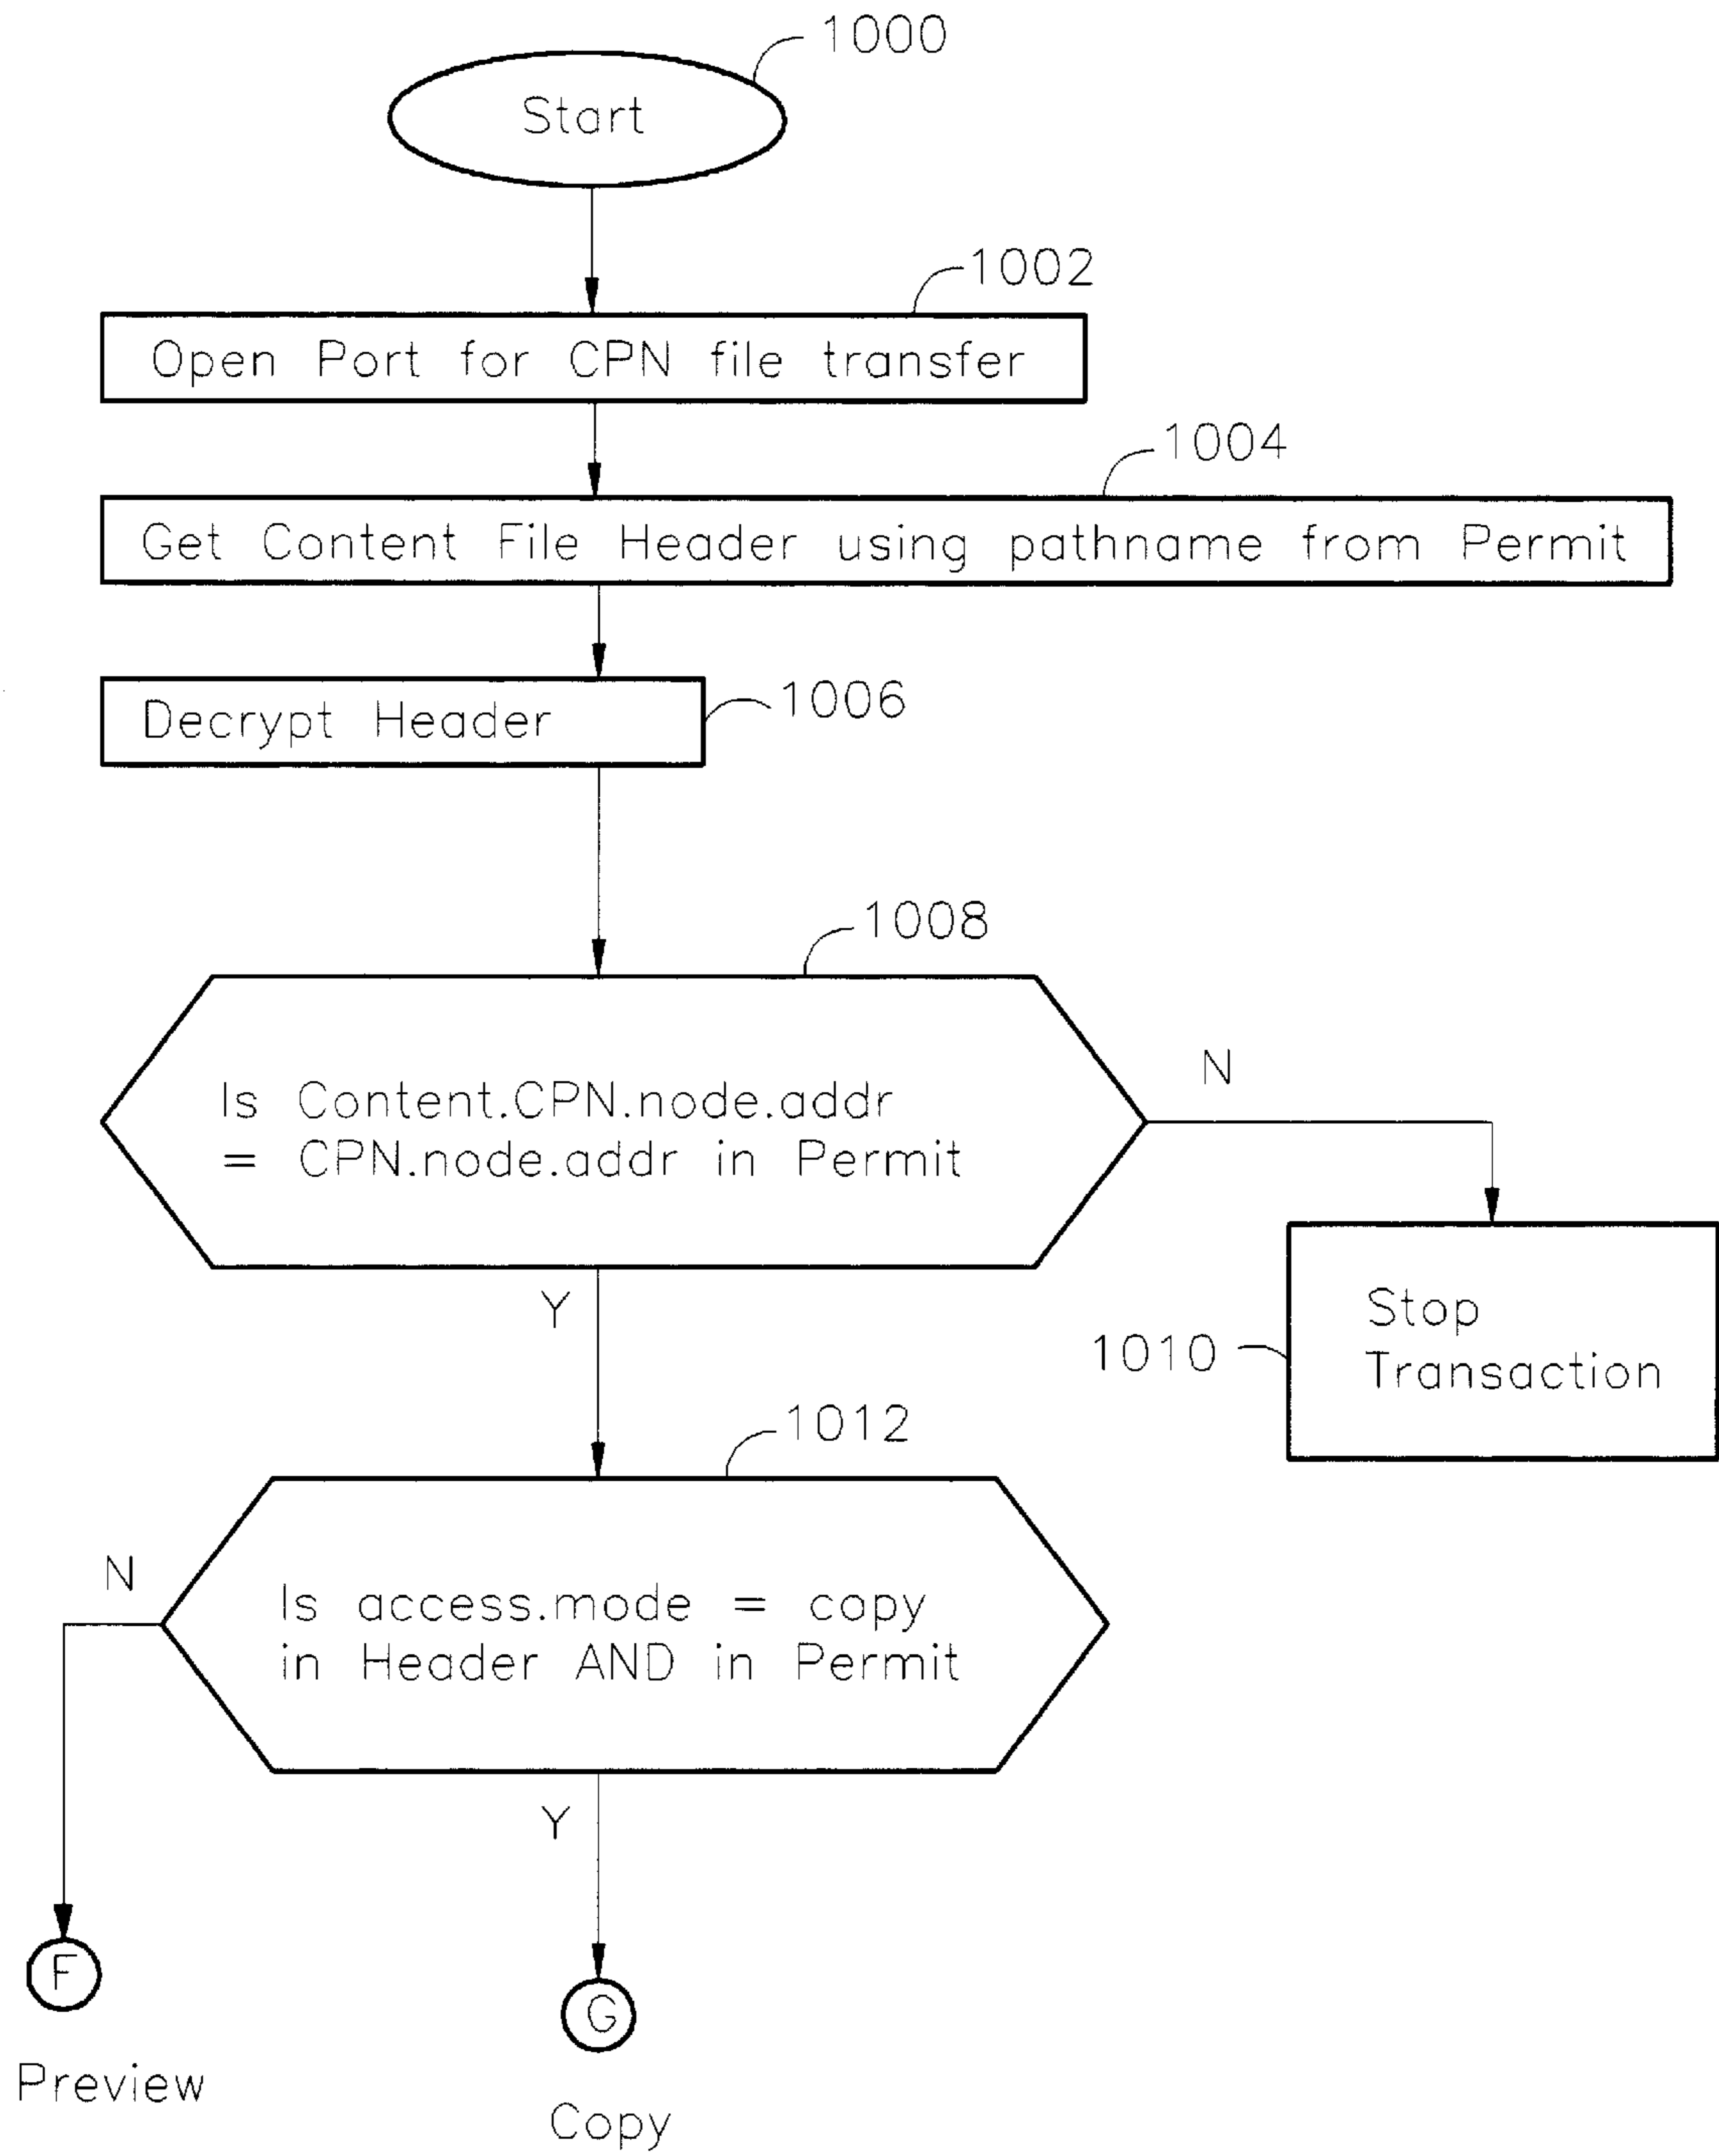 1000
Start
1002
Open Port for CPN file transfer
1004
Get Content File Header using pathname from Permit
1006
Decrypt Header
1008
Is Content.CPN.node.addr
= CPN.node.addr in Permit
N
Y
Stop
Transaction
1010
1012
Is access.mode = copy
in Header AND in Permit
N
Y
F
G
Preview
Copy